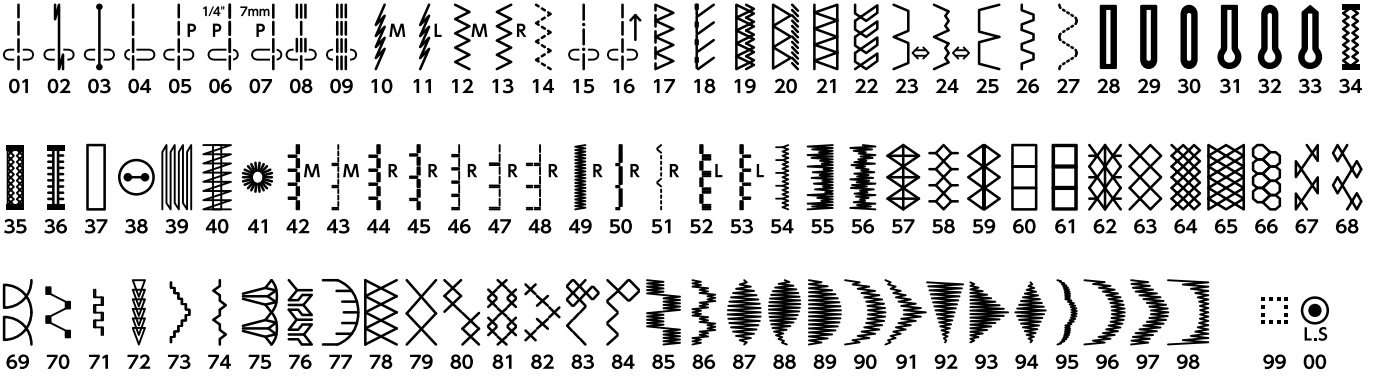 1/4" 7mm
P P P M L M R
01 02 03 04 05 06 07 08 09 10 11 12 13 14 15 16 17 18 19 20 21 22 23 24 25 26 27 28 29 30 31 32 33 34
M M R R R R R R R R L L
35 36 37 38 39 40 41 42 43 44 45 46 47 48 49 50 51 52 53 54 55 56 57 58 59 60 61 62 63 64 65 66 67 68
L.S
69 70 71 72 73 74 75 76 77 78 79 80 81 82 83 84 85 86 87 88 89 90 91 92 93 94 95 96 97 98 99 00